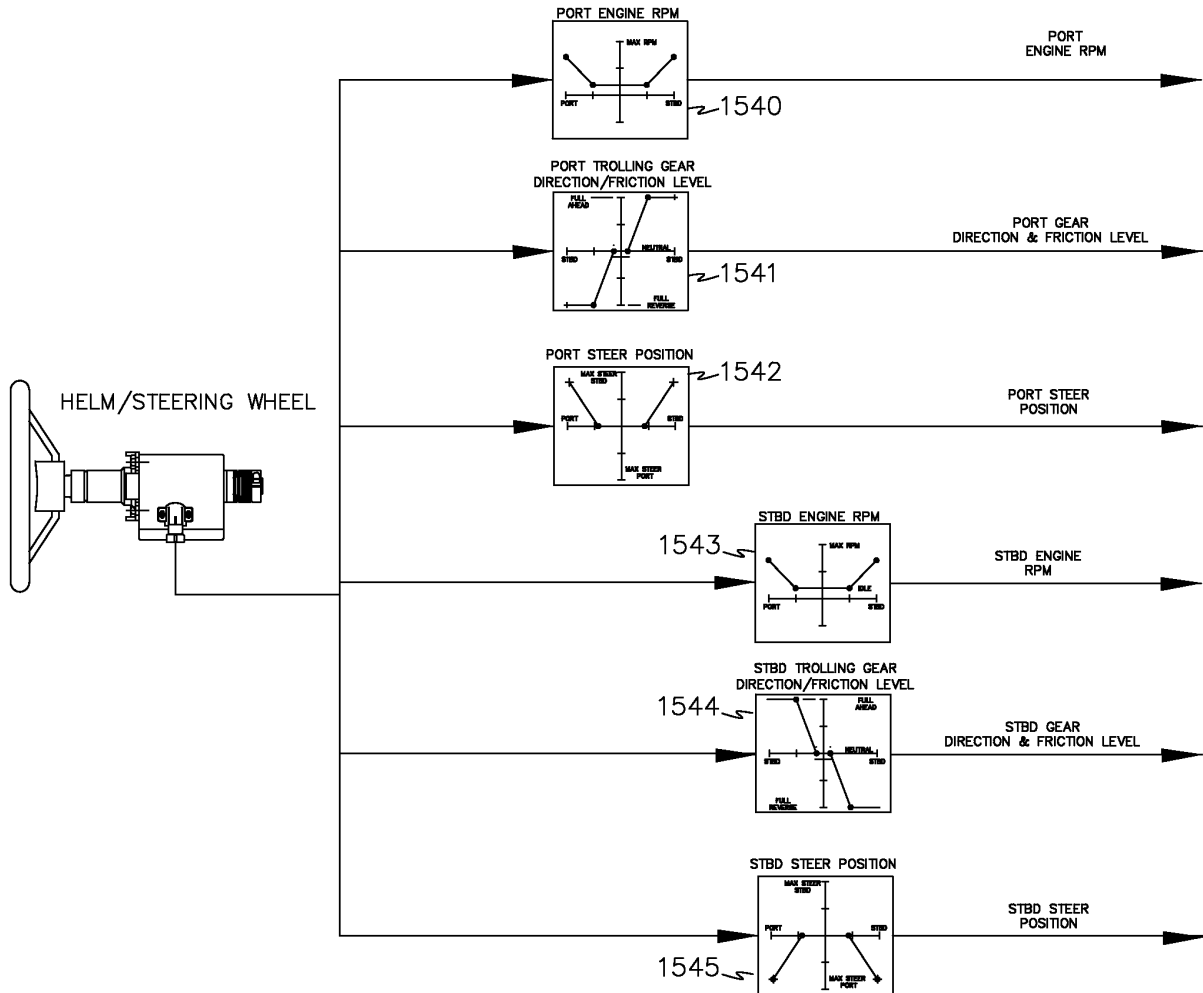 PORT ENGINE RPM
MAX RPM
PORT
STBD
1540
PORT
ENGINE RPM
PORT TROLLING GEAR
DIRECTION/FRICTION LEVEL
FULL
AHEAD
NEUTRAL
STBD
STBD
FULL
REVERSE
1541
PORT GEAR
DIRECTION & FRICTION LEVEL
PORT STEER POSITION
MAX STEER
STBD
PORT
STBD
MAX STEER
PORT
1542
PORT STEER
POSITION
HELM/STEERING WHEEL
STBD ENGINE RPM
1543
MAX RPM
IDLE
PORT
STBD
STBD ENGINE
RPM
STBD TROLLING GEAR
DIRECTION/FRICTION LEVEL
1544
FULL
AHEAD
NEUTRAL
STBD
STBD
FULL
REVERSE
STBD GEAR
DIRECTION & FRICTION LEVEL
STBD STEER POSITION
MAX STEER
STBD
PORT
STBD
MAX STEER
PORT
1545
STBD STEER
POSITION